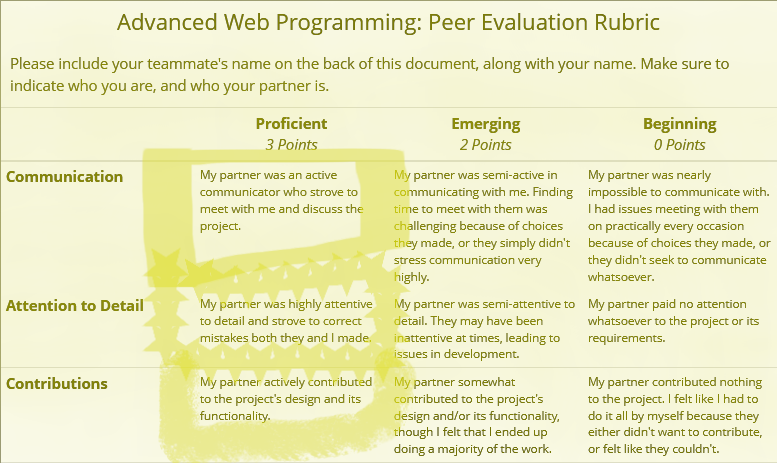 Advanced Web Programming: Peer Evaluation Rubric
Please include your teammate's name on the back of this document, along with your name. Make sure to
indicate who you are, and who your partner is.
Proficient
3 Points
Emerging
2 Points
Beginning
0 Points
Communication
My partner was an active
communicator who strove to
meet with me and discuss the
project.
My partner was semi-active in
communicating with me. Finding
time to meet with them was
challenging because of choices
they made, or they simply didn't
stress communication very
highly.
My partner was nearly
impossible to communicate with.
I had issues meeting with them
on practically every occasion
because of choices they made, or
they didn't seek to communicate
whatsoever.
Attention to Detail
My partner was highly attentive
to detail and strove to correct
mistakes both they and I made.
My partner was semi-attentive to
detail. They may have been
inattentive at times, leading to
issues in development.
My partner paid no attention
whatsoever to the project or its
requirements.
Contributions
My partner actively contributed
to the project's design and its
functionality.
My partner somewhat
contributed to the project's
design and/or its functionality,
though I felt that I ended up
doing a majority of the work.
My partner contributed nothing
to the project. I felt like I had to
do it all by myself because they
either didn't want to contribute,
or felt like they couldn't.